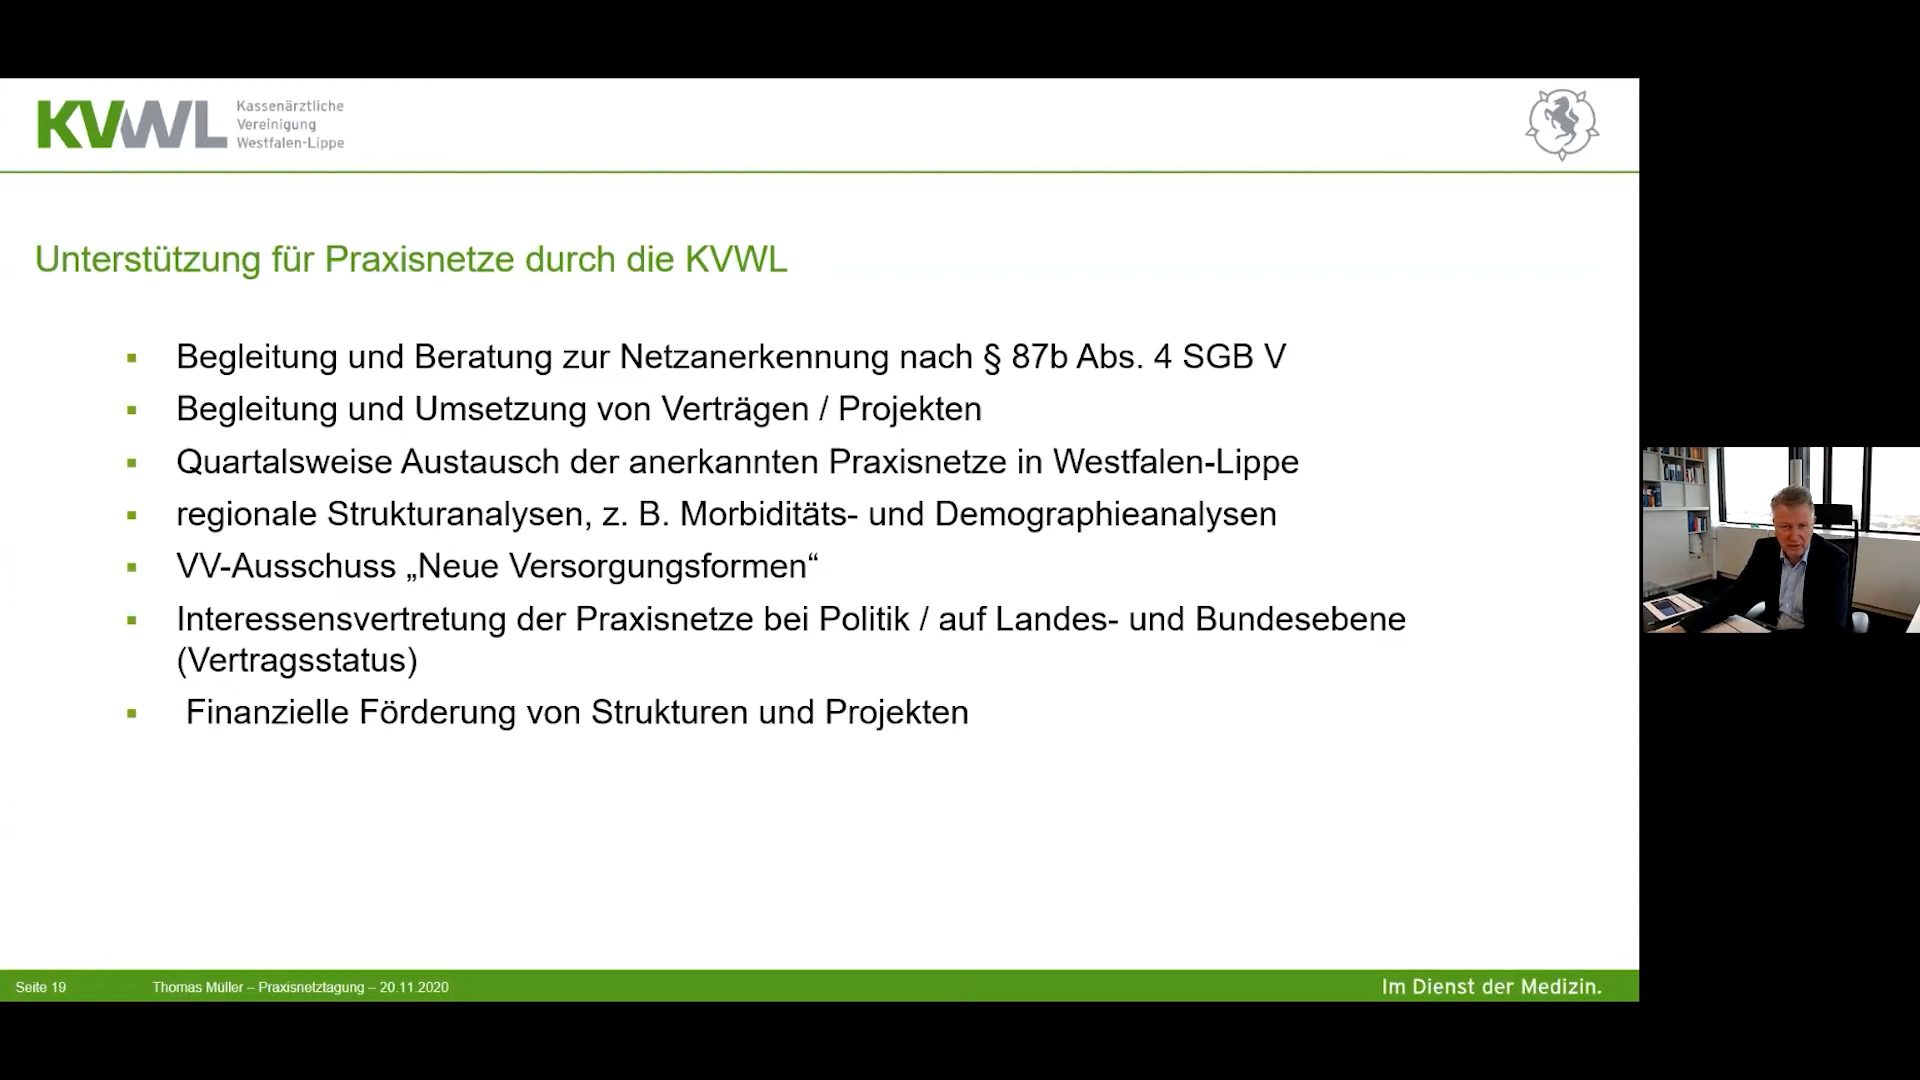 KVWL
Kassenärztliche
Vereinigung
Westfalen-Lippe
Unterstützung für Praxisnetze durch die KVWL
▪ Begleitung und Beratung zur Netzanerkennung nach § 87b Abs. 4 SGB V
▪ Begleitung und Umsetzung von Verträgen / Projekten
▪ Quartalsweise Austausch der anerkannten Praxisnetze in Westfalen-Lippe
▪ regionale Strukturanalysen, z. B. Morbiditäts- und Demographieanalysen
▪ VV-Ausschuss „Neue Versorgungsformen“
▪ Interessensvertretung der Praxisnetze bei Politik / auf Landes- und Bundesebene
(Vertragsstatus)
▪ Finanzielle Förderung von Strukturen und Projekten
Seite 19 Thomas Müller – Praxisnetztagung – 20.11.2020 Im Dienst der Medizin.